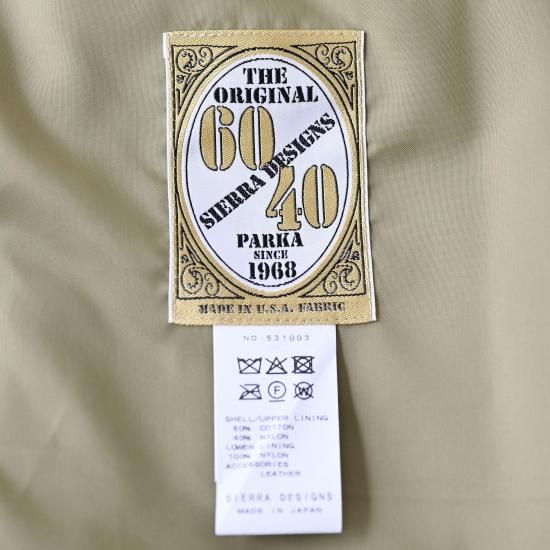 THE
ORIGINAL
60
SIERRA DESIGNS
40
PARKA
SINCE
1968
MADE IN U.S.A. FABRIC
NO:531003
F
W
SHELL/UPPER LINING
60% COTTON
40% NYLON
LOWER LINING
100% NYLON
ACCESSORIES
LEATHER
SIERRA DESIGNS
MADE IN JAPAN